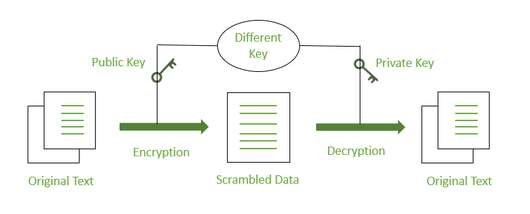 Different
Key
Public Key
Private Key
Encryption
Decryption
Original Text
Scrambled Data
Original Text